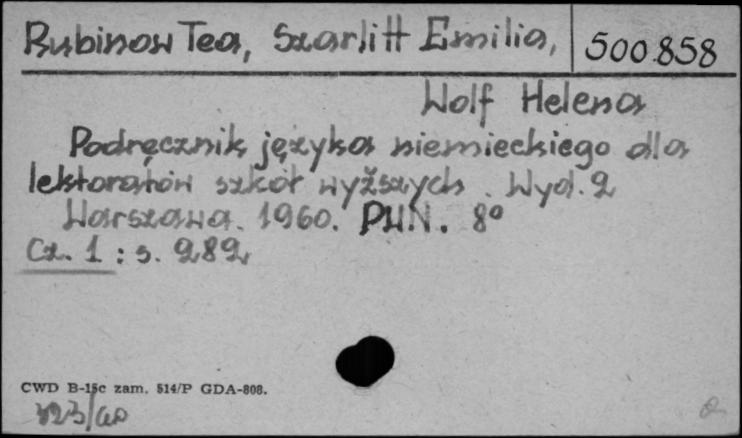 Rubinow Tea, Szarlitt Emilia, 500.858
Wolf Helena
Podręcznik języka niemieckiego dla
lektoratów szkół wyższych. Wyd. 2
Warszawa. 1960. PWN. 8°
Cz. 1 : s. 282
CWD B-15c zam. 514/P GDA-808.